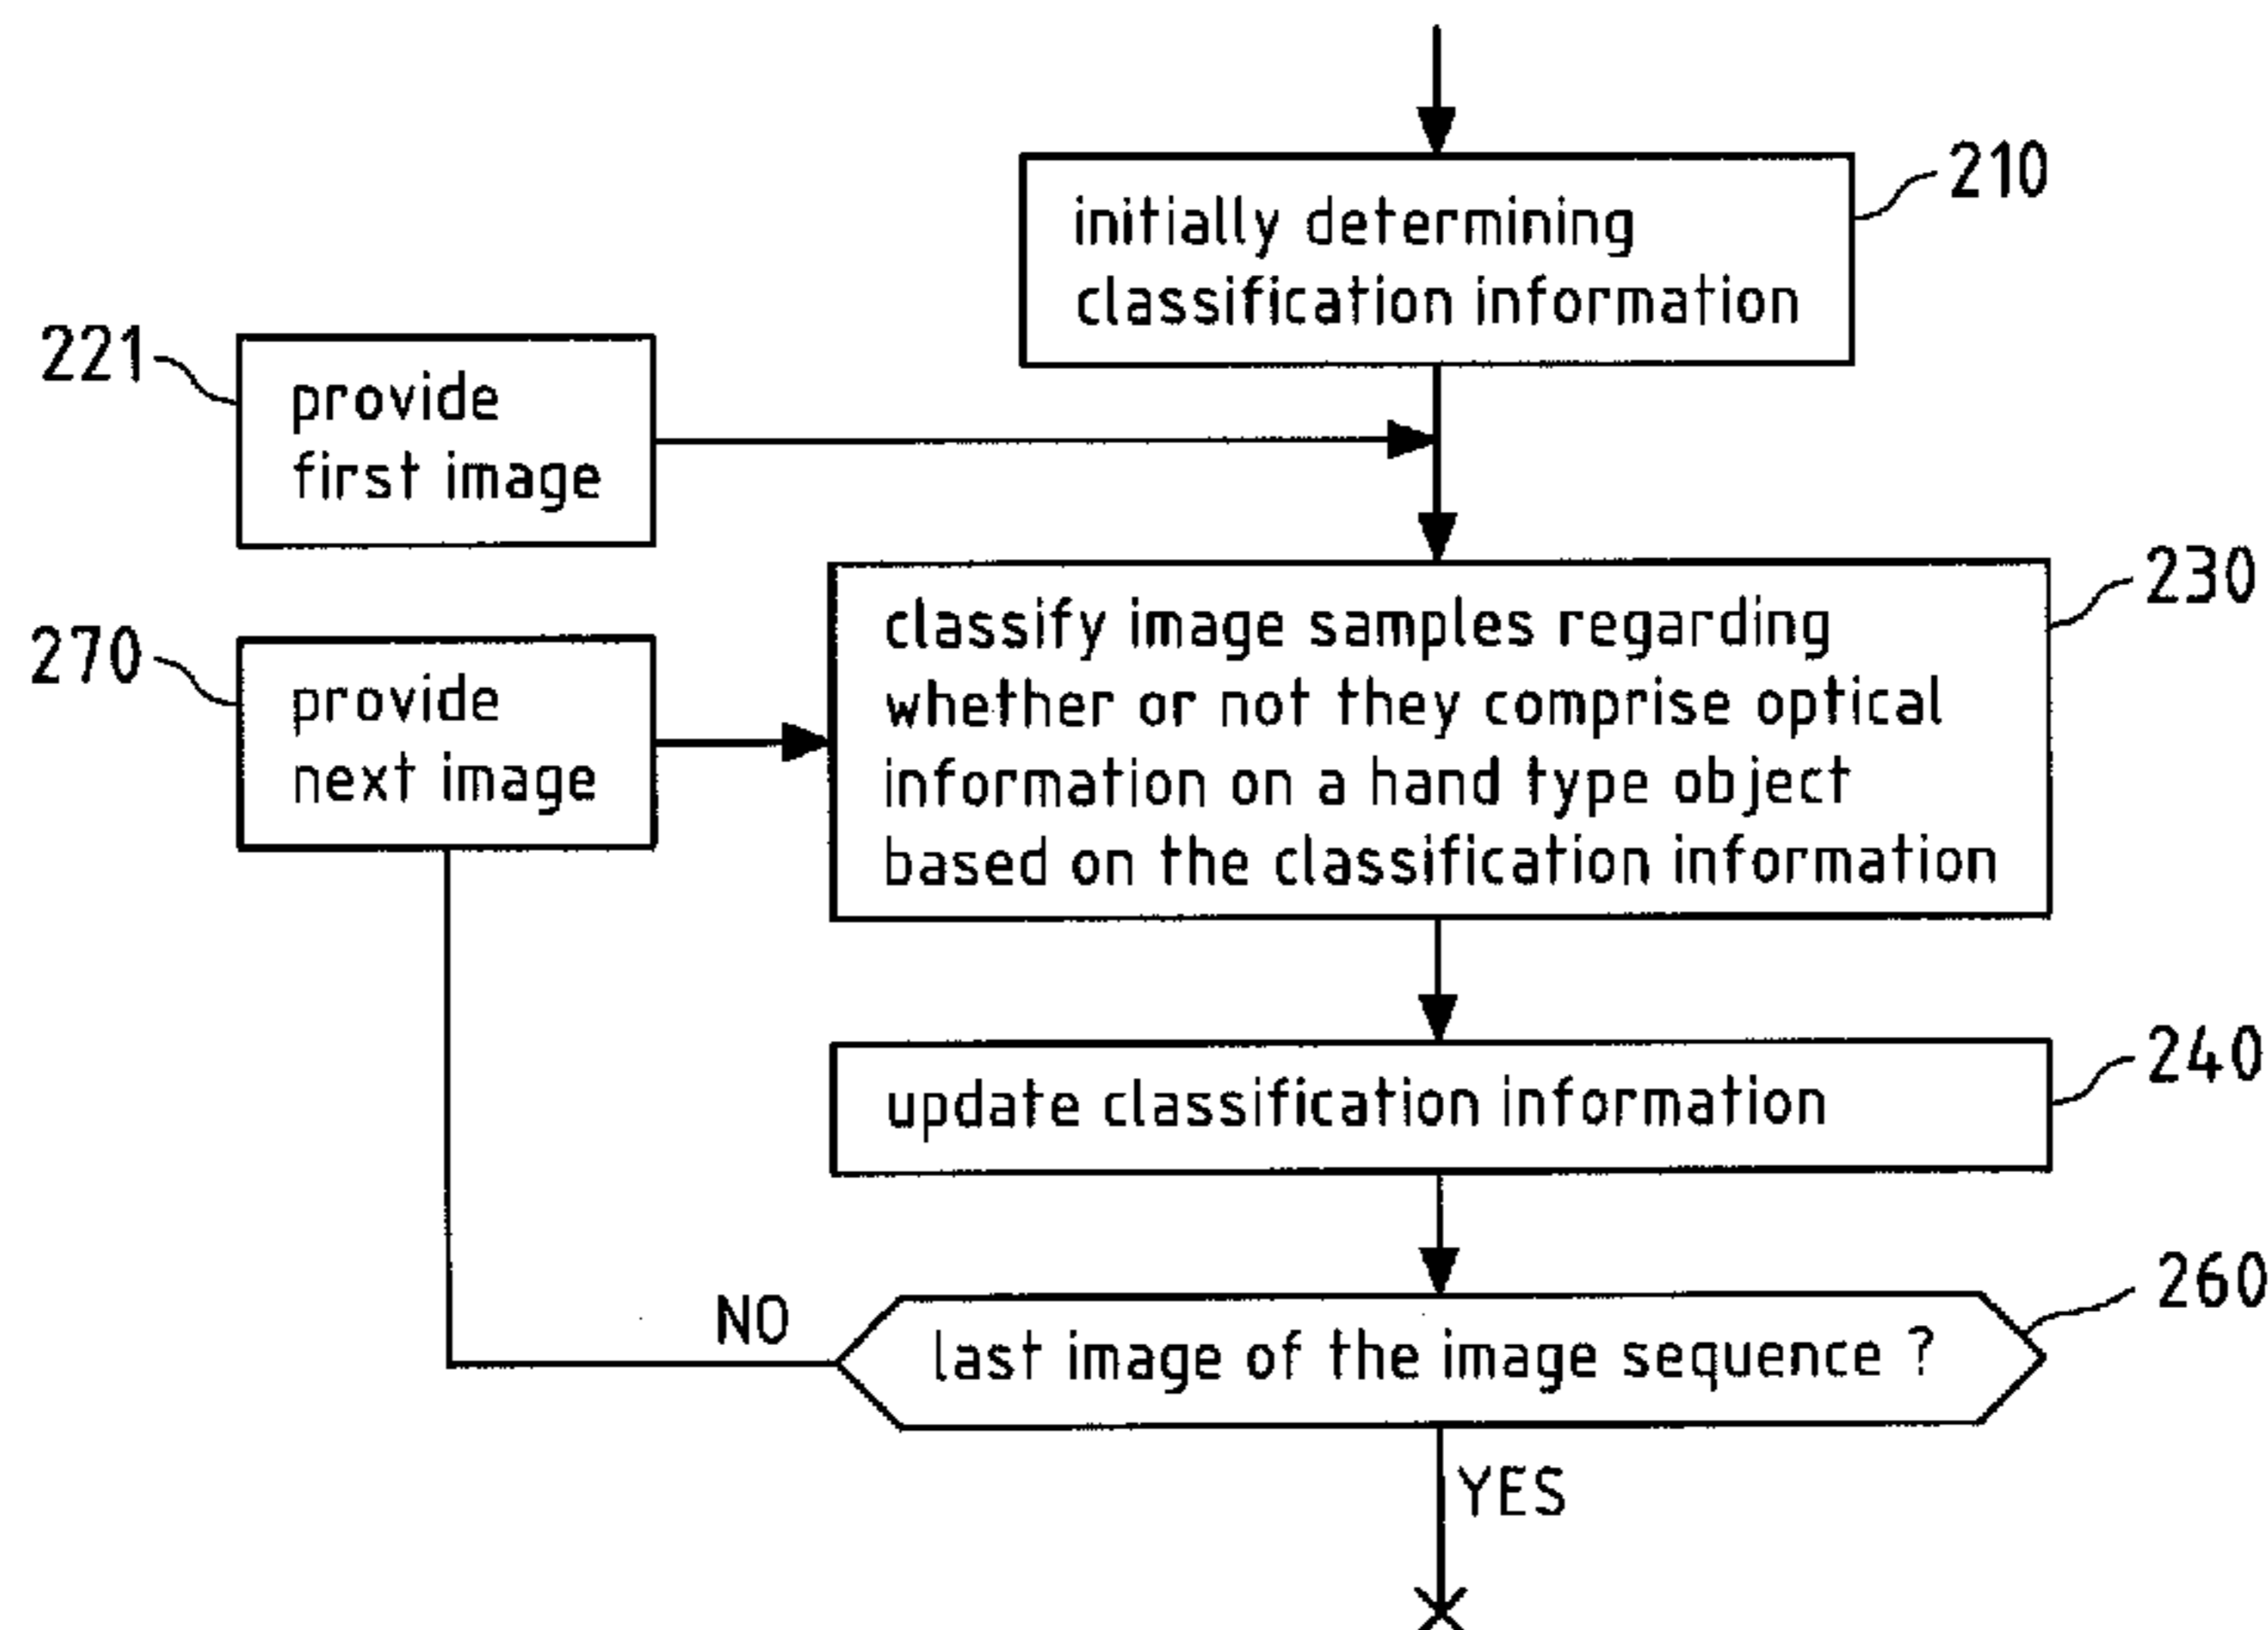 210
initially determining
classification information
221
provide
first image
230
classify image samples regarding
whether or not they comprise optical
information on a hand type object
based on the classification information
270
provide
next image
240
update classification information
260
last image of the image sequence ?
NO
YES